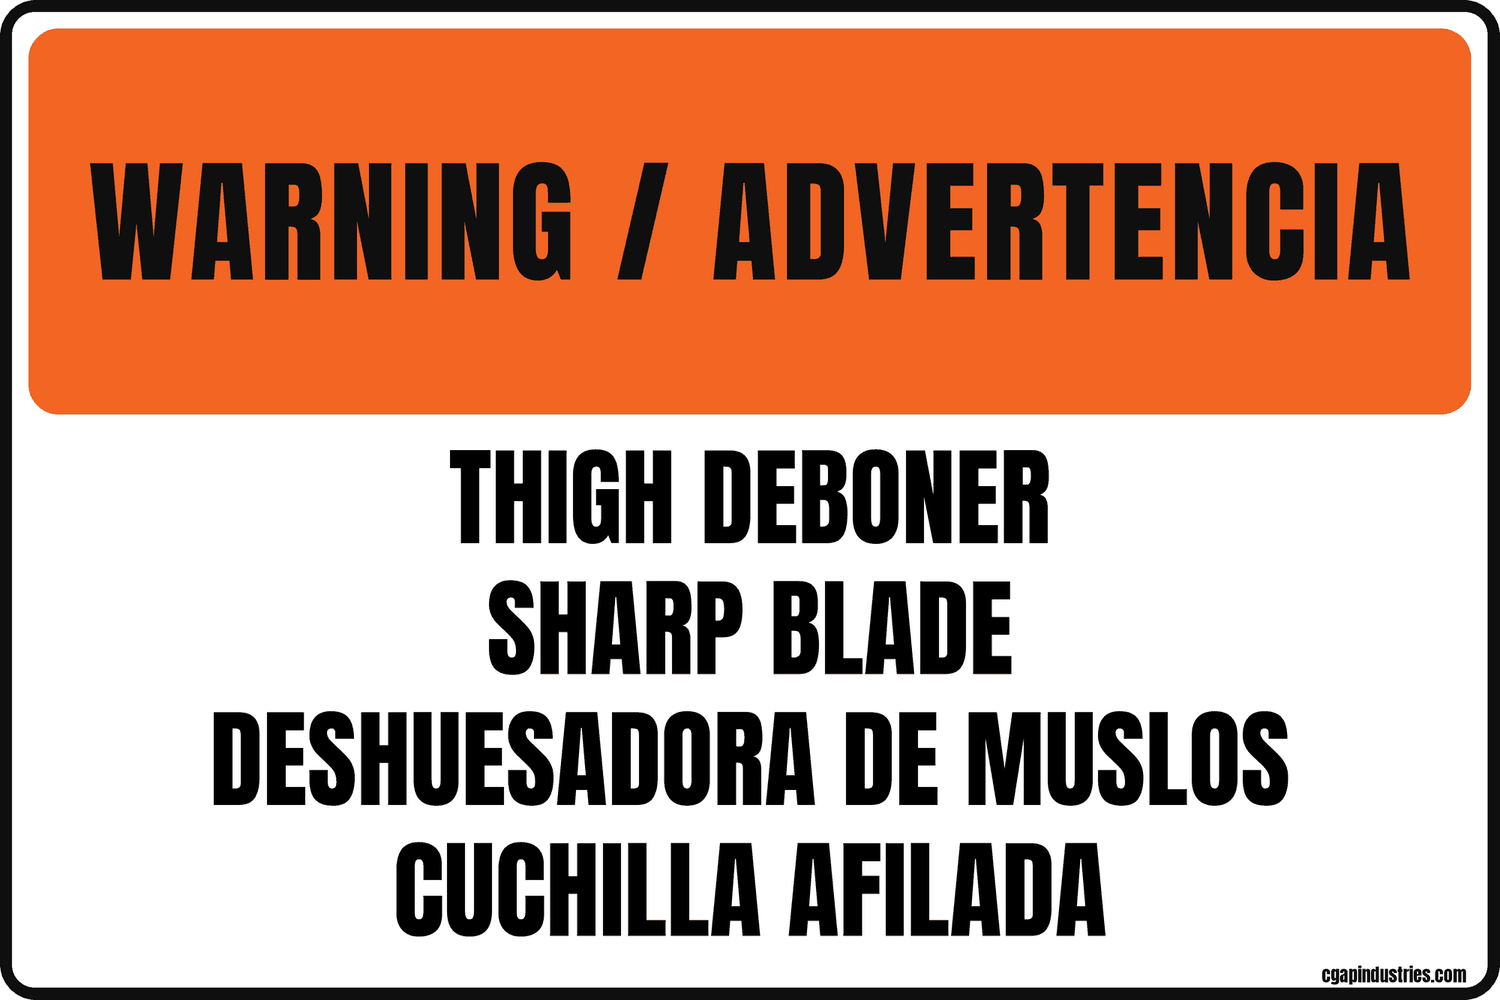 WARNING / ADVERTENCIA
THIGH DEBONER
SHARP BLADE
DESHUESADORA DE MUSLOS
CUCHILLA AFILADA
cgapindustries.com